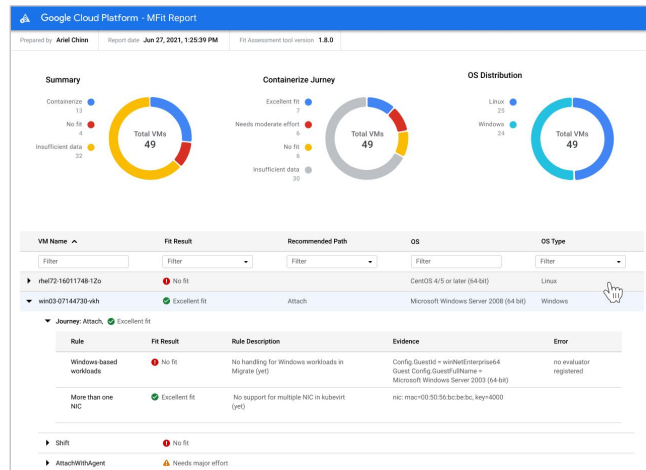 Google Cloud Platform - MFit Report
Prepared by Ariel Chinn Report date Jun 27, 2021, 1:25:39 PM Fit Assessment tool version 1.8.0
Summary
Containerize
13
No fit
4
Insufficient data
32
Total VMs
49
Containerize Jurney
Excellent fit
7
Needs moderate effort
6
No fit
6
Insufficient data
30
Total VMs
49
OS Distribution
Linux
25
Windows
24
Total VMs
49
VM Name Fit Result Recommended Path OS OS Type
Filter Filter Filter Filter Filter
rhel72-16011748-1Zo No fit CentOS 4/5 or later (64-bit) Linux
win03-07144730-vkh Excellent fit Attach Microsoft Windows Server 2008 (64 bit) Windows
Journey: Attach, Excellent fit
Rule Fit Result Rule Description Evidence Error
Windows-based
workloads
No fit
No handling for Windows workloads in
Migrate (yet)
Config.GuestId = winNetEnterprise64
Guest Config.GuestFullName =
Microsoft Windows Server 2003 (64-bit)
no evaluator
registered
More than one
NIC
Excellent fit
No support for multiple NIC in kubevirt
(yet)
nic: mac=00:50:56:bc:be:bc, key=4000
Shift No fit
AttachWithAgent Needs major effort